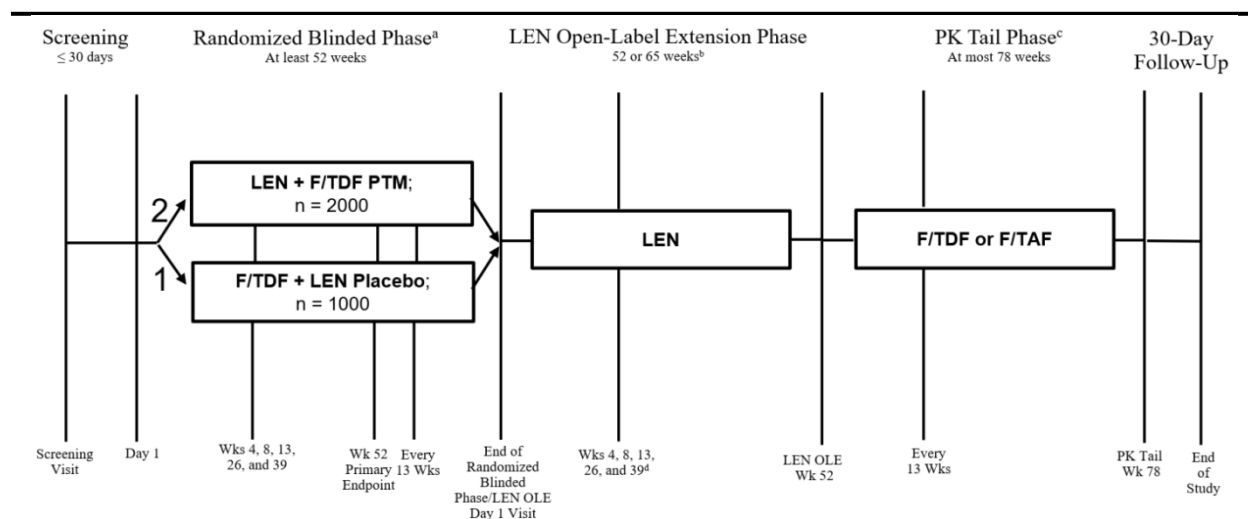 Screening
≤ 30 days
Randomized Blinded Phaseᵃ
At least 52 weeks
LEN Open-Label Extension Phase
52 or 65 weeksᵇ
PK Tail Phaseᶜ
At most 78 weeks
30-Day
Follow-Up
2
1
LEN + F/TDF PTM;
n = 2000
F/TDF + LEN Placebo;
n = 1000
LEN
F/TDF or F/TAF
Screening
Visit
Day 1
Wks 4, 8, 13,
26, and 39
Wk 52
Primary
Endpoint
Every
13 Wks
End of
Randomized
Blinded
Phase/LEN OLE
Day 1 Visit
Wks 4, 8, 13,
26, and 39ᵈ
LEN OLE
Wk 52
Every
13 Wks
PK Tail
Wk 78
End
of
Study